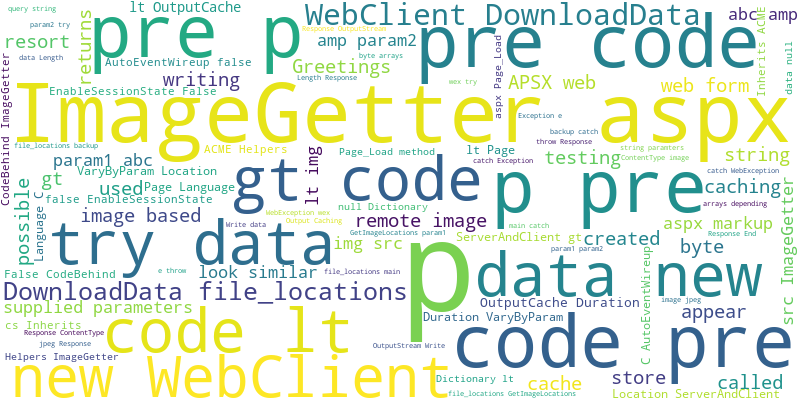 query string
lt OutputCache
pre p
Response OutputStream
WebClient DownloadData
abc amp
param2 try
resort
data Length
returns
AutoEventWireup false
amp param2
pre code
Inherits ACME
data null
writing
byte arrays
Greetings
Length Response
wex try
aspx Page_Load
APSX web
web form
EnableSessionState False
ImageGetter aspx
CodeBehind ImageGetter
Exception e
file_locations backup
ACME Helpers
lt img
Page_Load method
lt Page
backup catch
throw Response
string paramters
ContentType image
string
param1 abc
VaryByParam Location
catch Exception
testing
catch WebException
gt
used
Page Language
gt code
p pre
caching
possible
Language C
false EnableSessionState
null Dictionary
arrays depending
image based
Write data
WebException wex
Output Caching
remote image
main catch
created
aspx markup
Response End
try data
img src
GetImageLocations param1
ServerAndClient gt
param1 param2
byte
src ImageGetter
False CodeBehind
e throw
look similar
file_locations main
p
data new
C AutoEventWireup
DownloadData file_locations
OutputCache Duration
image jpeg
supplied parameters
Duration VaryByParam
appear
cs Inherits
code lt
Response ContentType
jpeg Response
OutputStream Write
code pre
Helpers ImageGetter
new WebClient
Dictionary lt
cache
store
called
file_locations GetImageLocations
Location ServerAndClient